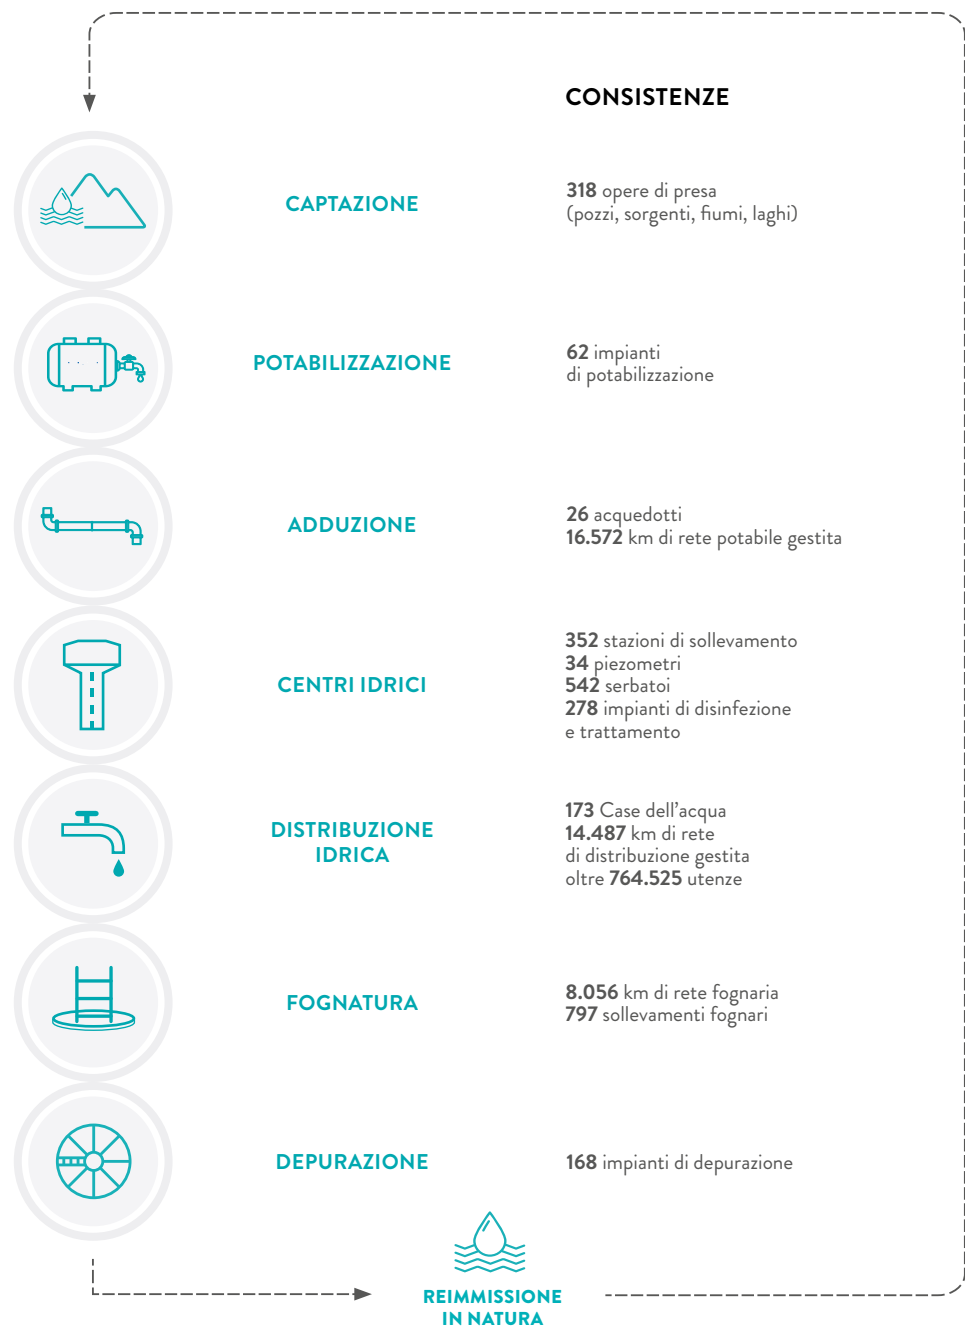 CONSISTENZE
CAPTAZIONE
318 opere di presa
(pozzi, sorgenti, fiumi, laghi)
POTABILIZZAZIONE
62 impianti
di potabilizzazione
ADDUZIONE
26 acquedotti
16.572 km di rete potabile gestita
CENTRI IDRICI
352 stazioni di sollevamento
34 piezometri
542 serbatoi
278 impianti di disinfezione
e trattamento
DISTRIBUZIONE
IDRICA
173 Case dell’acqua
14.487 km di rete
di distribuzione gestita
oltre 764.525 utenze
FOGNATURA
8.056 km di rete fognaria
797 sollevamenti fognari
DEPURAZIONE
168 impianti di depurazione
REIMMISSIONE
IN NATURA